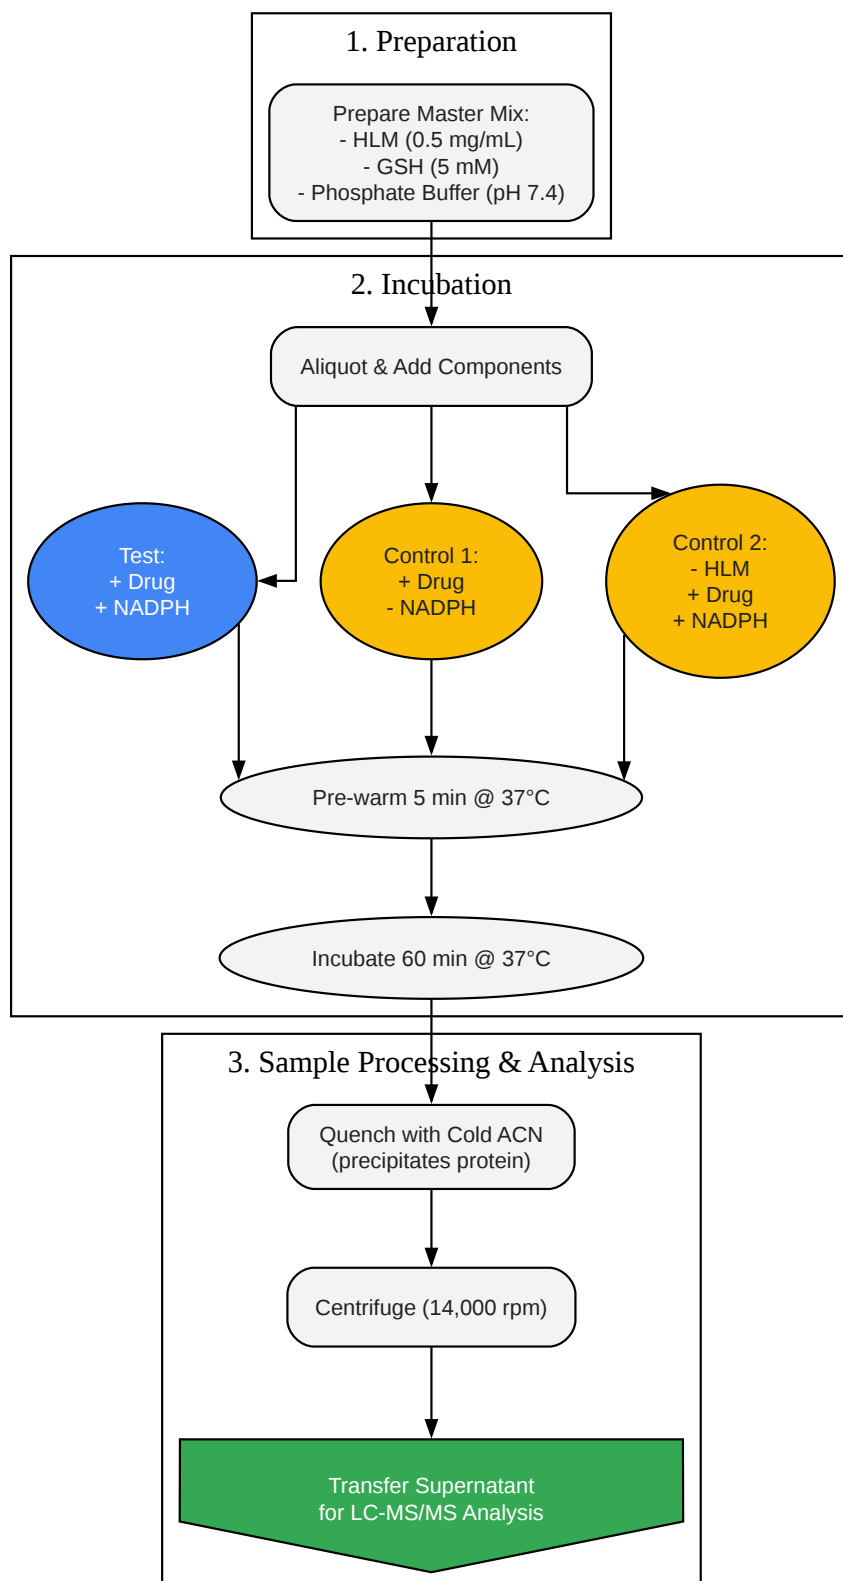 1. Preparation
Prepare Master Mix:
- HLM (0.5 mg/mL)
- GSH (5 mM)
- Phosphate Buffer (pH 7.4)
2. Incubation
Aliquot & Add Components
Test:
+ Drug
+ NADPH
Control 1:
+ Drug
- NADPH
Control 2:
- HLM
+ Drug
+ NADPH
Pre-warm 5 min @ 37°C
Incubate 60 min @ 37°C
3. Sample Processing & Analysis
Quench with Cold ACN
(precipitates protein)
Centrifuge (14,000 rpm)
Transfer Supernatant
for LC-MS/MS Analysis